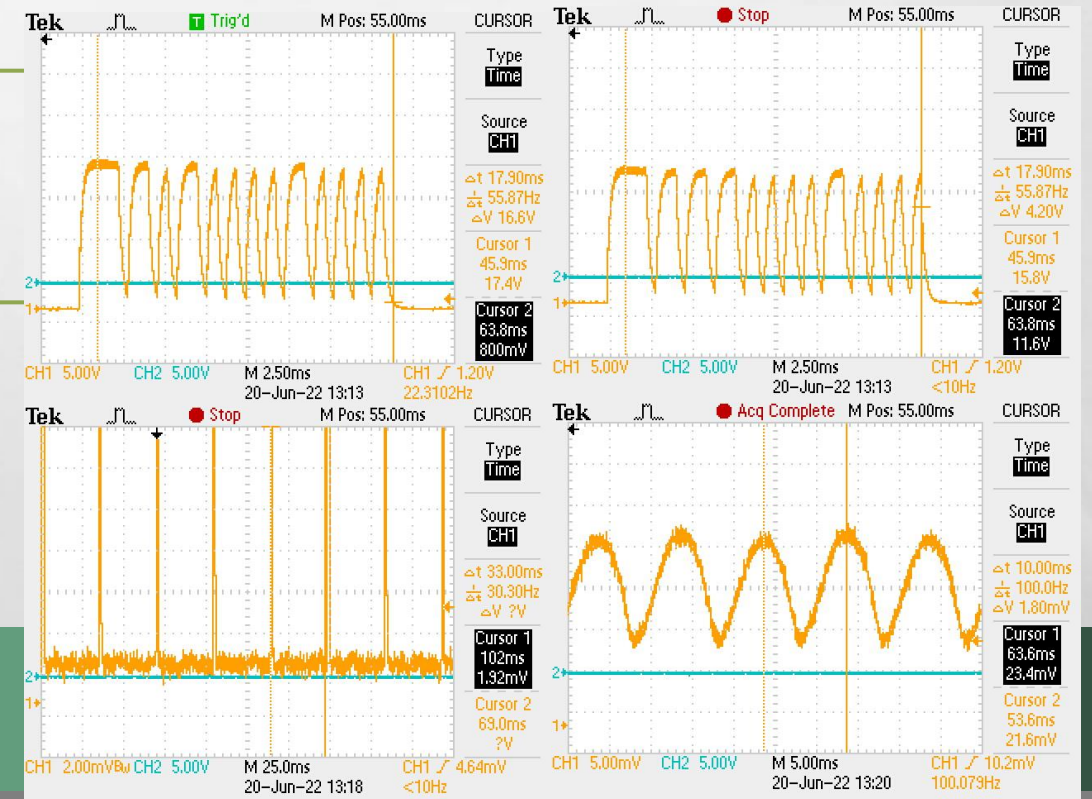 Tek T Trig'd M Pos: 55.00ms CURSOR
Type
Time
Source
CH1
Δt 17.90ms
1/Δt 55.87Hz
ΔV 16.6V
Cursor 1
45.9ms
17.4V
Cursor 2
63.8ms
800mV
2
1
CH1 5.00V CH2 5.00V M 2.50ms CH1 1.20V
20-Jun-22 13:13 22.3102Hz
Tek Stop M Pos: 55.00ms CURSOR
Type
Time
Source
CH1
Δt 17.90ms
1/Δt 55.87Hz
ΔV 4.20V
Cursor 1
45.9ms
15.8V
Cursor 2
63.8ms
11.6V
2
1
CH1 5.00V CH2 5.00V M 2.50ms CH1 1.20V
20-Jun-22 13:13 <10Hz
Tek Stop M Pos: 55.00ms CURSOR
Type
Time
Source
CH1
Δt 33.00ms
1/Δt 30.30Hz
ΔV ?V
Cursor 1
102ms
1.92mV
Cursor 2
69.0ms
?V
2
1
CH1 2.00mV BW CH2 5.00V M 25.0ms CH1 4.64mV
20-Jun-22 13:18 <10Hz
Tek Acq Complete M Pos: 55.00ms CURSOR
Type
Time
Source
CH1
Δt 10.00ms
1/Δt 100.0Hz
ΔV 1.80mV
Cursor 1
63.6ms
23.4mV
Cursor 2
53.6ms
21.6mV
2
1
CH1 5.00mV CH2 5.00V M 5.00ms CH1 10.2mV
20-Jun-22 13:20 100.079Hz